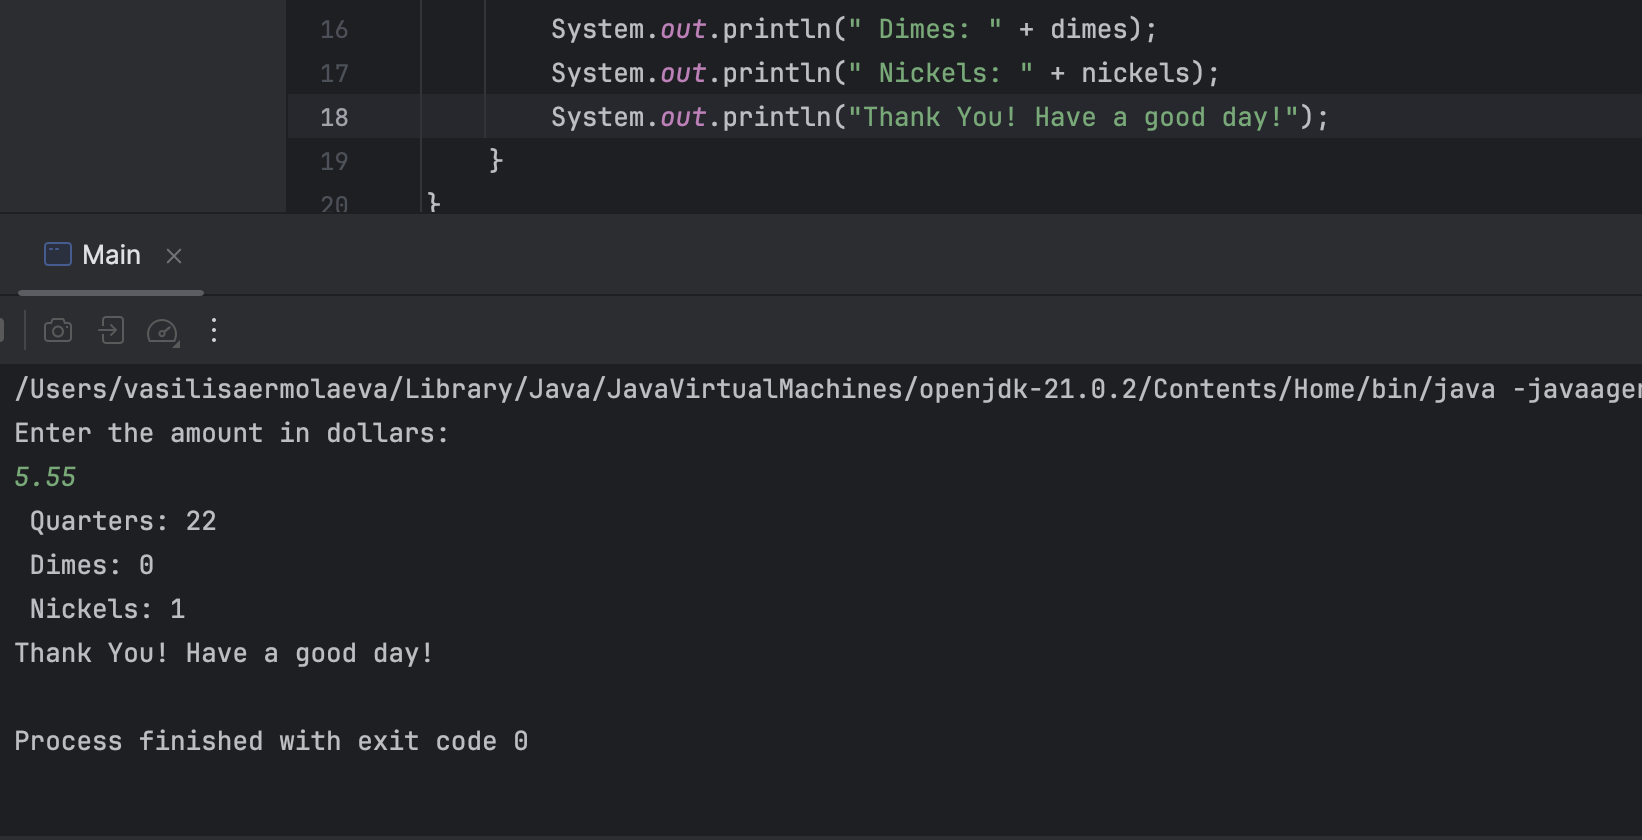 16 System.out.println(" Dimes: " + dimes);
17 System.out.println(" Nickels: " + nickels);
18 System.out.println("Thank You! Have a good day!");
19 }
20 }
Main
/Users/vasilisaermolaeva/Library/Java/JavaVirtualMachines/openjdk-21.0.2/Contents/Home/bin/java -javaagen
Enter the amount in dollars:
5.55
Quarters: 22
Dimes: 0
Nickels: 1
Thank You! Have a good day!
Process finished with exit code 0